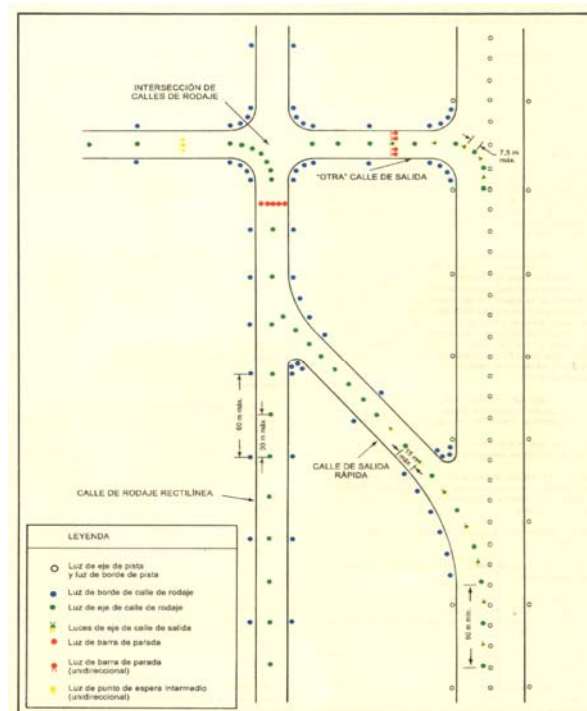 INTERSECCIÓN DE
CALLES DE RODAJE
7,5 m
máx.
"OTRA" CALLE DE SALIDA
60 m máx.
30 m máx.
15 m
máx.
CALLE DE SALIDA
RÁPIDA
CALLE DE RODAJE RECTILÍNEA
60 m min.
LEYENDA
Luz de eje de pista
y luz de borde de pista
Luz de borde de calle de rodaje
Luz de eje de calle de rodaje
Luces de eje de calle de salida
Luz de barra de parada
Luz de barra de parada
(unidireccional)
Luz de punto de espera intermedio
(unidireccional)